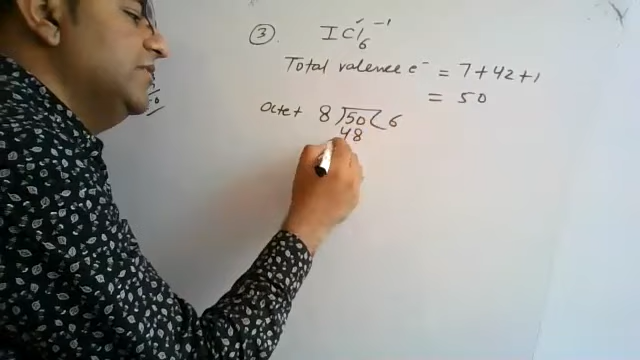 ③. ICl₆⁻¹
Total valence e⁻ = 7+42+1
= 50
octet 8)50(6
48